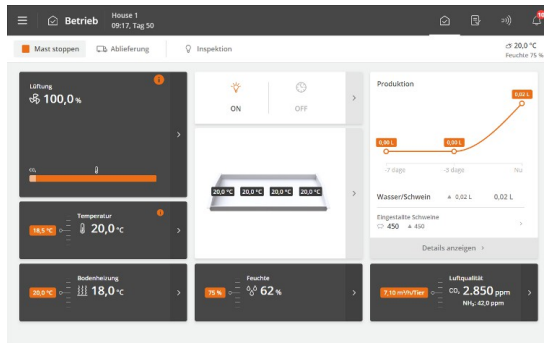 Betrieb
House 1
09:17, Tag 50
10
Mast stoppen
Ablieferung
Inspektion
20,0 °C
Feuchte 75 %
Lüftung
100,0 %
CO₂
Temperatur
18,5 °C
20,0 °C
Bodenheizung
20,0 °C
18,0 °C
ON
OFF
20,0 °C 20,0 °C 20,0 °C 20,0 °C
Feuchte
75 %
62 %
Produktion
0,02 L
0,00 L
0,00 L
-7 dage
-3 dage
Nu
Wasser/Schwein
0,02 L
0,02 L
Eingestallte Schweine
450
450
Details anzeigen
Luftqualität
7,10 m³/h/Tier
CO₂ 2.850 ppm
NH₃: 42,0 ppm